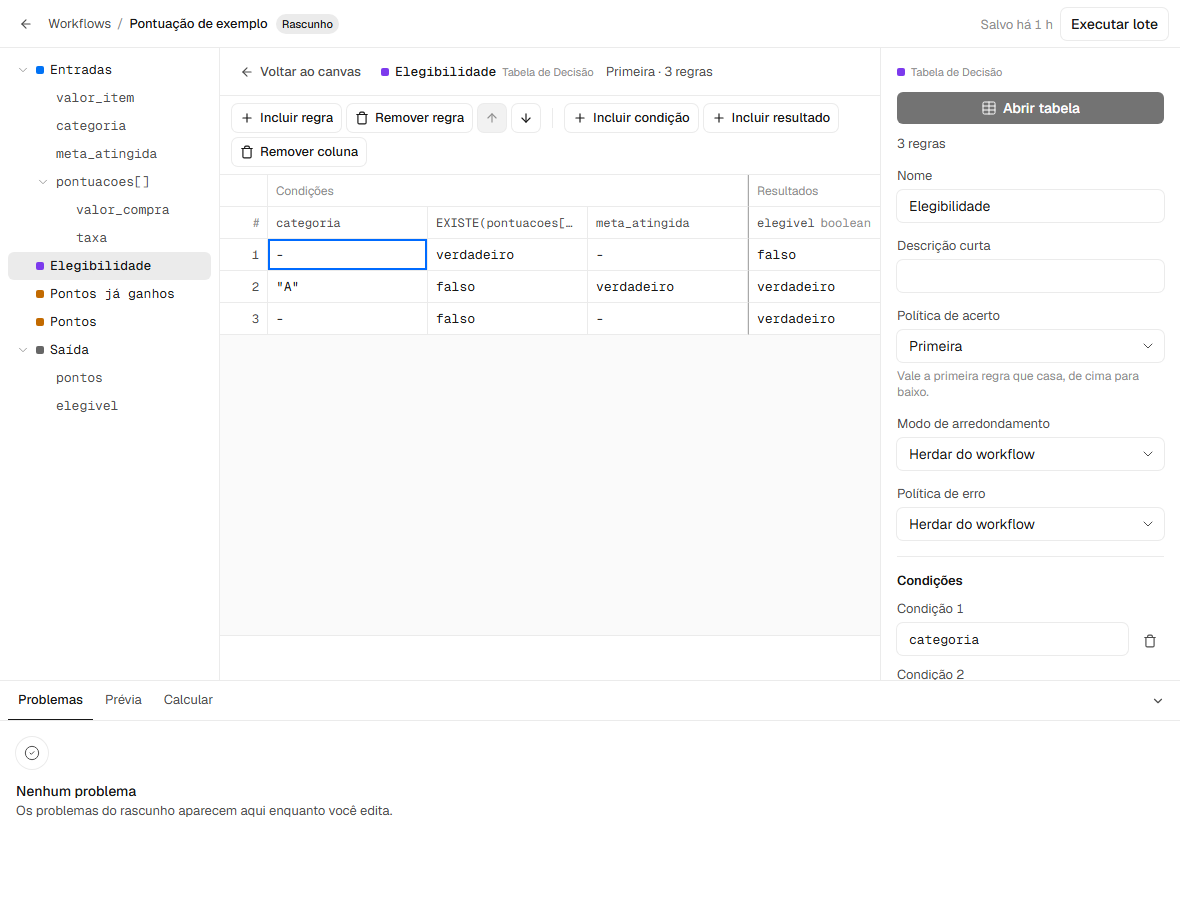 Workflows / Pontuação de exemplo Rascunho
Salvo há 1 h Executar lote
Entradas
valor_item
categoria
meta_atingida
pontuacoes[]
valor_compra
taxa
Elegibilidade
Pontos já ganhos
Pontos
Saída
pontos
elegivel
Voltar ao canvas Elegibilidade Tabela de Decisão Primeira · 3 regras
Incluir regra Remover regra Incluir condição Incluir resultado
Remover coluna
Condições Resultados
# categoria EXISTE(pontuacoes[… meta_atingida elegivel boolean
1 – verdadeiro – falso
2 "A" falso verdadeiro verdadeiro
3 – falso – verdadeiro
Tabela de Decisão
Abrir tabela
3 regras
Nome
Elegibilidade
Descrição curta
Política de acerto
Primeira
Vale a primeira regra que casa, de cima para
baixo.
Modo de arredondamento
Herdar do workflow
Política de erro
Herdar do workflow
Condições
Condição 1
categoria
Condição 2
Problemas Prévia Calcular
Nenhum problema
Os problemas do rascunho aparecem aqui enquanto você edita.